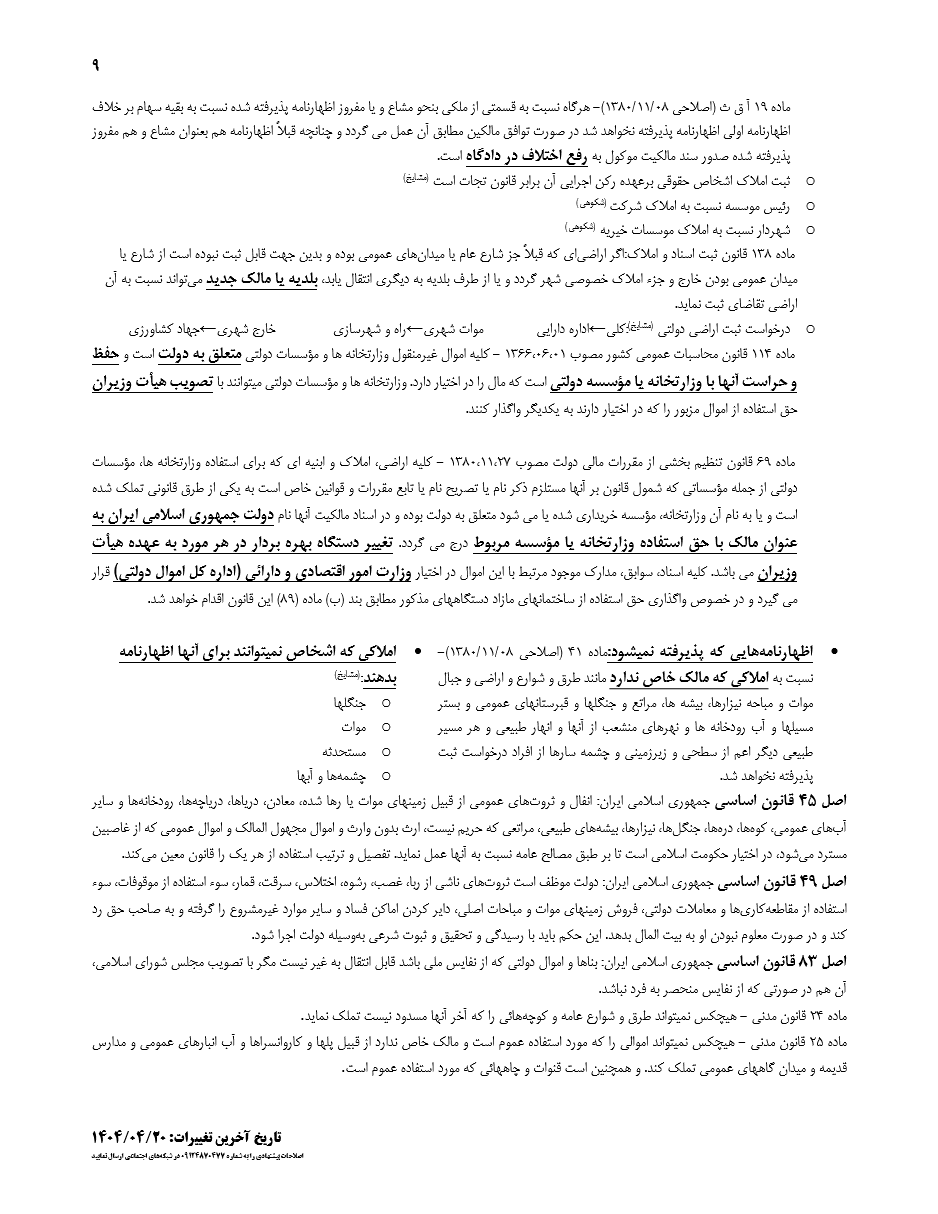 ۹
ماده ۱۹ آ ق ث (اصلاحی ۱۳۸۰/۱۱/۰۸)- هرگاه نسبت به قسمتی از ملکی بنحو مشاع و یا مفروز اظهارنامه پذیرفته شده نسبت به بقیه سهام بر خلاف
اظهارنامه اولی اظهارنامه پذیرفته نخواهد شد در صورت توافق مالکین مطابق آن عمل می گردد و چنانچه قبلاً اظهارنامه هم بعنوان مشاع و هم مفروز
پذیرفته شده صدور سند مالکیت موکول به رفع اختلاف در دادگاه است.
○ ثبت املاک اشخاص حقوقی برعهده رکن اجرایی آن برابر قانون تجات است (مشایخ)
○ رئیس موسسه نسبت به املاک شرکت (شکوهی)
○ شهردار نسبت به املاک موسسات خیریه (شکوهی)
ماده ۱۳۸ قانون ثبت اسناد و املاک:اگر اراضی‌ای که قبلاً جز شارع عام یا میدان‌های عمومی بوده و بدین جهت قابل ثبت نبوده است از شارع یا
میدان عمومی بودن خارج و جزء املاک خصوصی شهر گردد و یا از طرف بلدیه به دیگری انتقال یابد، بلدیه یا مالک جدید می‌تواند نسبت به آن
اراضی تقاضای ثبت نماید.
○ درخواست ثبت اراضی دولتی (مشایخ):کلی←اداره دارایی موات شهری←راه و شهرسازی خارج شهری←جهاد کشاورزی
ماده ۱۱۴ قانون محاسبات عمومی کشور مصوب ۱۳۶۶،۰۶،۰۱ - کلیه اموال غیرمنقول وزارتخانه ها و مؤسسات دولتی متعلق به دولت است و حفظ
و حراست آنها با وزارتخانه یا مؤسسه دولتی است که مال را در اختیار دارد. وزارتخانه ها و مؤسسات دولتی میتوانند با تصویب هیأت وزیران
حق استفاده از اموال مزبور را که در اختیار دارند به یکدیگر واگذار کنند.
ماده ۶۹ قانون تنظیم بخشی از مقررات مالی دولت مصوب ۱۳۸۰،۱۱،۲۷ - کلیه اراضی، املاک و ابنیه ای که برای استفاده وزارتخانه ها، مؤسسات
دولتی از جمله مؤسساتی که شمول قانون بر آنها مستلزم ذکر نام یا تصریح نام یا تابع مقررات و قوانین خاص است به یکی از طرق قانونی تملک شده
است و یا به نام آن وزارتخانه، مؤسسه خریداری شده یا می شود متعلق به دولت بوده و در اسناد مالکیت آنها نام دولت جمهوری اسلامی ایران به
عنوان مالک با حق استفاده وزارتخانه یا مؤسسه مربوط درج می گردد. تغییر دستگاه بهره بردار در هر مورد به عهده هیأت
وزیران می باشد. کلیه اسناد، سوابق، مدارک موجود مرتبط با این اموال در اختیار وزارت امور اقتصادی و دارائی (اداره کل اموال دولتی) قرار
می گیرد و در خصوص واگذاری حق استفاده از ساختمانهای مازاد دستگاههای مذکور مطابق بند (ب) ماده (۸۹) این قانون اقدام خواهد شد.
• اظهارنامه‌هایی که پذیرفته نمیشود:ماده ۴۱ (اصلاحی ۱۳۸۰/۱۱/۰۸)-
نسبت به املاکی که مالک خاص ندارد مانند طرق و شوارع و اراضی و جبال
موات و مباحه نیزارها، بیشه ها، مراتع و جنگلها و قبرستانهای عمومی و بستر
مسیلها و آب رودخانه ها و نهرهای منشعب از آنها و انهار طبیعی و هر مسیر
طبیعی دیگر اعم از سطحی و زیرزمینی و چشمه سارها از افراد درخواست ثبت
پذیرفته نخواهد شد.
• املاکی که اشخاص نمیتوانند برای آنها اظهارنامه
بدهند:(مشایخ)
○ جنگلها
○ موات
○ مستحدثه
○ چشمه‌ها و آبها
اصل ۴۵ قانون اساسی جمهوری اسلامی ایران: انفال و ثروت‌های عمومی از قبیل زمینهای موات یا رها شده، معادن، دریاها، دریاچه‌ها، رودخانه‌ها و سایر
آب‌های عمومی، کوه‌ها، دره‌ها، جنگل‌ها، نیزارها، بیشه‌های طبیعی، مراتعی که حریم نیست، ارث بدون وارث و اموال مجهول المالک و اموال عمومی که از غاصبین
مسترد می‌شود، در اختیار حکومت اسلامی است تا بر طبق مصالح عامه نسبت به آنها عمل نماید. تفصیل و ترتیب استفاده از هر یک را قانون معین می‌کند.
اصل ۴۹ قانون اساسی جمهوری اسلامی ایران: دولت موظف است ثروت‌های ناشی از ربا، غصب، رشوه، اختلاس، سرقت، قمار، سوء استفاده از موقوفات، سوء
استفاده از مقاطعه‌کاری‌ها و معاملات دولتی، فروش زمینهای موات و مباحات اصلی، دایر کردن اماکن فساد و سایر موارد غیرمشروع را گرفته و به صاحب حق رد
کند و در صورت معلوم نبودن او به بیت المال بدهد. این حکم باید با رسیدگی و تحقیق و ثبوت شرعی به‌وسیله دولت اجرا شود.
اصل ۸۳ قانون اساسی جمهوری اسلامی ایران: بناها و اموال دولتی که از نفایس ملی باشد قابل انتقال به غیر نیست مگر با تصویب مجلس شورای اسلامی،
آن هم در صورتی که از نفایس منحصر به فرد نباشد.
ماده ۲۴ قانون مدنی - هیچکس نمیتواند طرق و شوارع عامه و کوچه‌هائی را که آخر آنها مسدود نیست تملک نماید.
ماده ۲۵ قانون مدنی - هیچکس نمیتواند اموالی را که مورد استفاده عموم است و مالک خاص ندارد از قبیل پلها و کاروانسراها و آب انبارهای عمومی و مدارس
قدیمه و میدان گاههای عمومی تملک کند. و همچنین است قنوات و چاههائی که مورد استفاده عموم است.
تاریخ آخرین تغییرات: ۱۴۰۴/۰۴/۲۰
اصلاحات پیشنهادی را به شماره ۰۹۱۲۴۸۷۰۴۷۷ در شبکه‌های اجتماعی ارسال نمایید